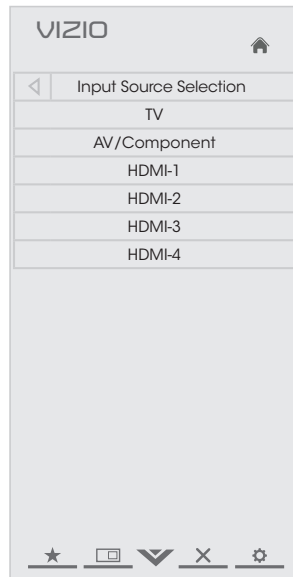 VIZIO
Input Source Selection
TV
AV/Component
HDMI-1
HDMI-2
HDMI-3
HDMI-4